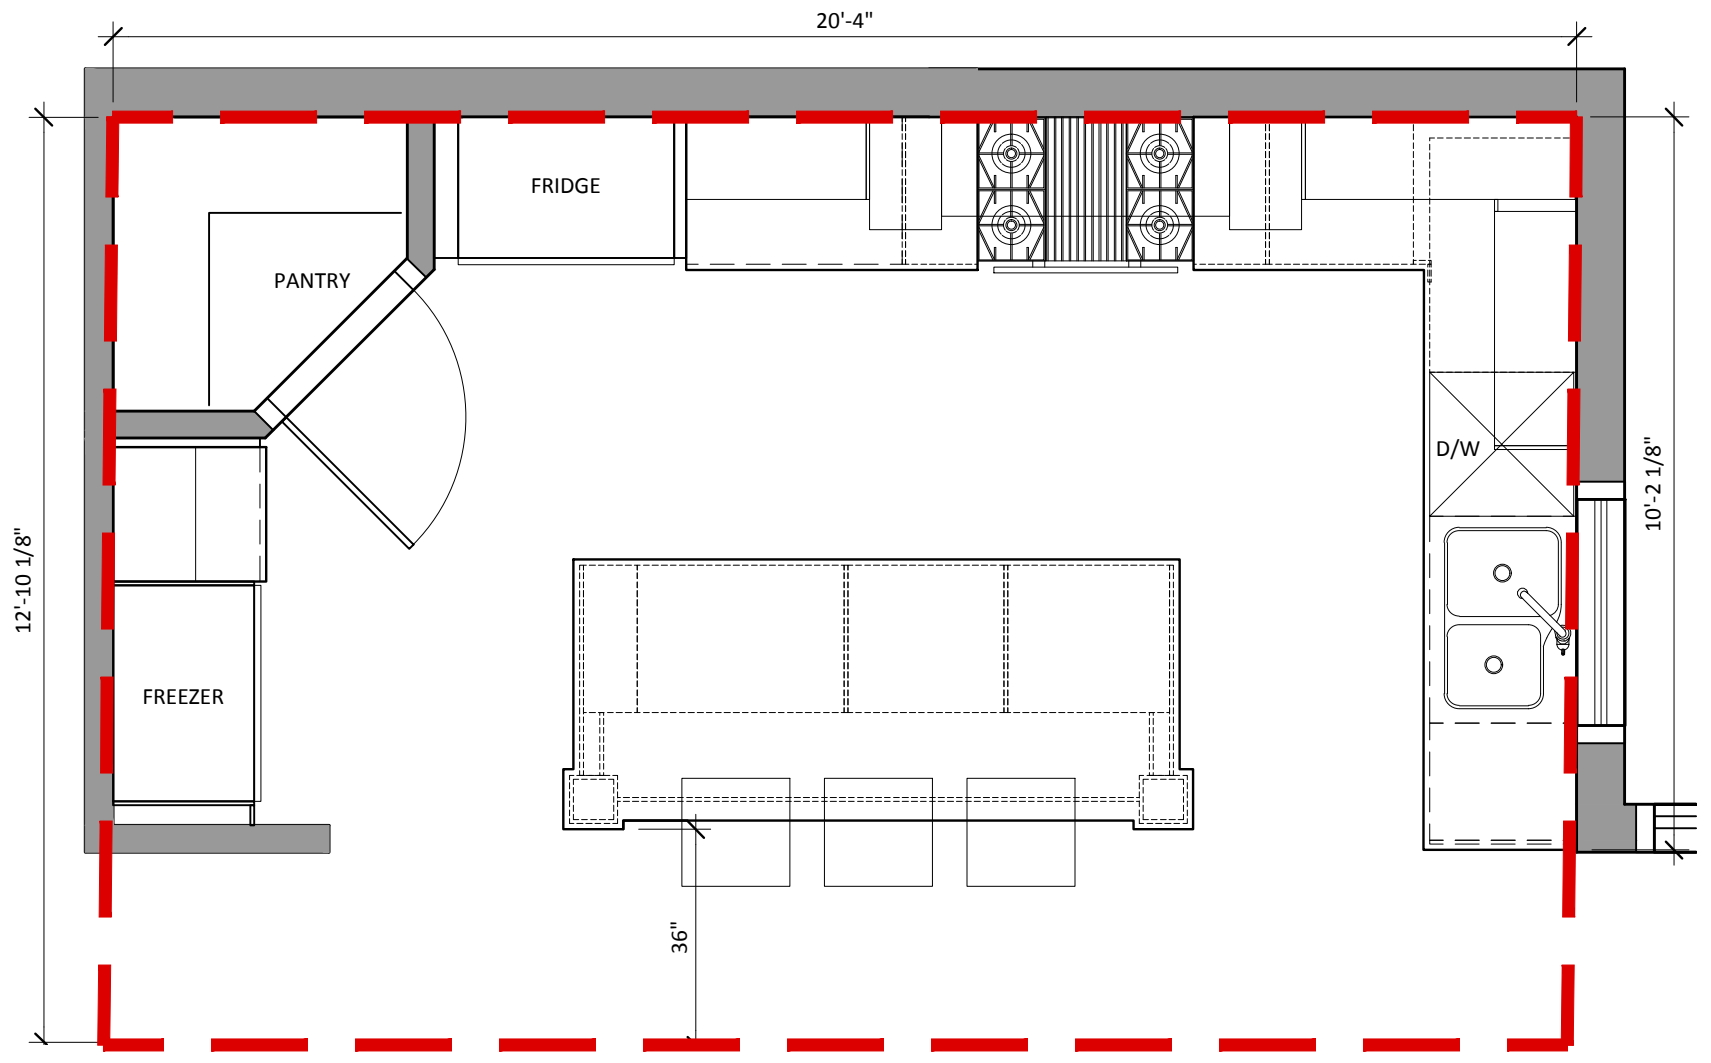 20'-4"
FRIDGE
PANTRY
D/W
10'-2 1/8"
12'-10 1/8"
FREEZER
36"